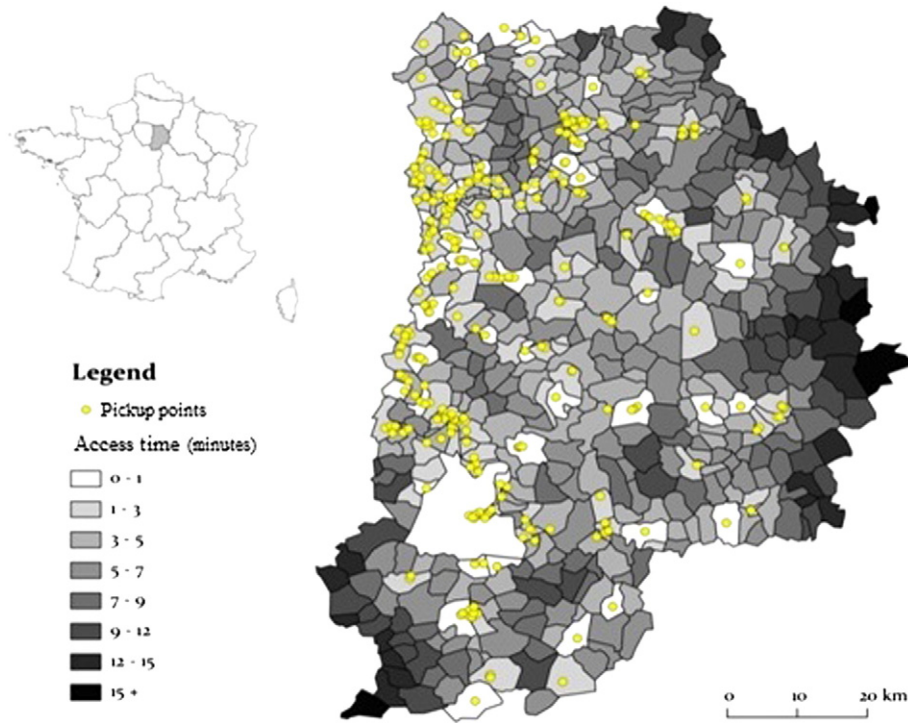 Legend
Pickup points
Access time (minutes)
0 - 1
1 - 3
3 - 5
5 - 7
7 - 9
9 - 12
12 - 15
15 +
0 10 20 km